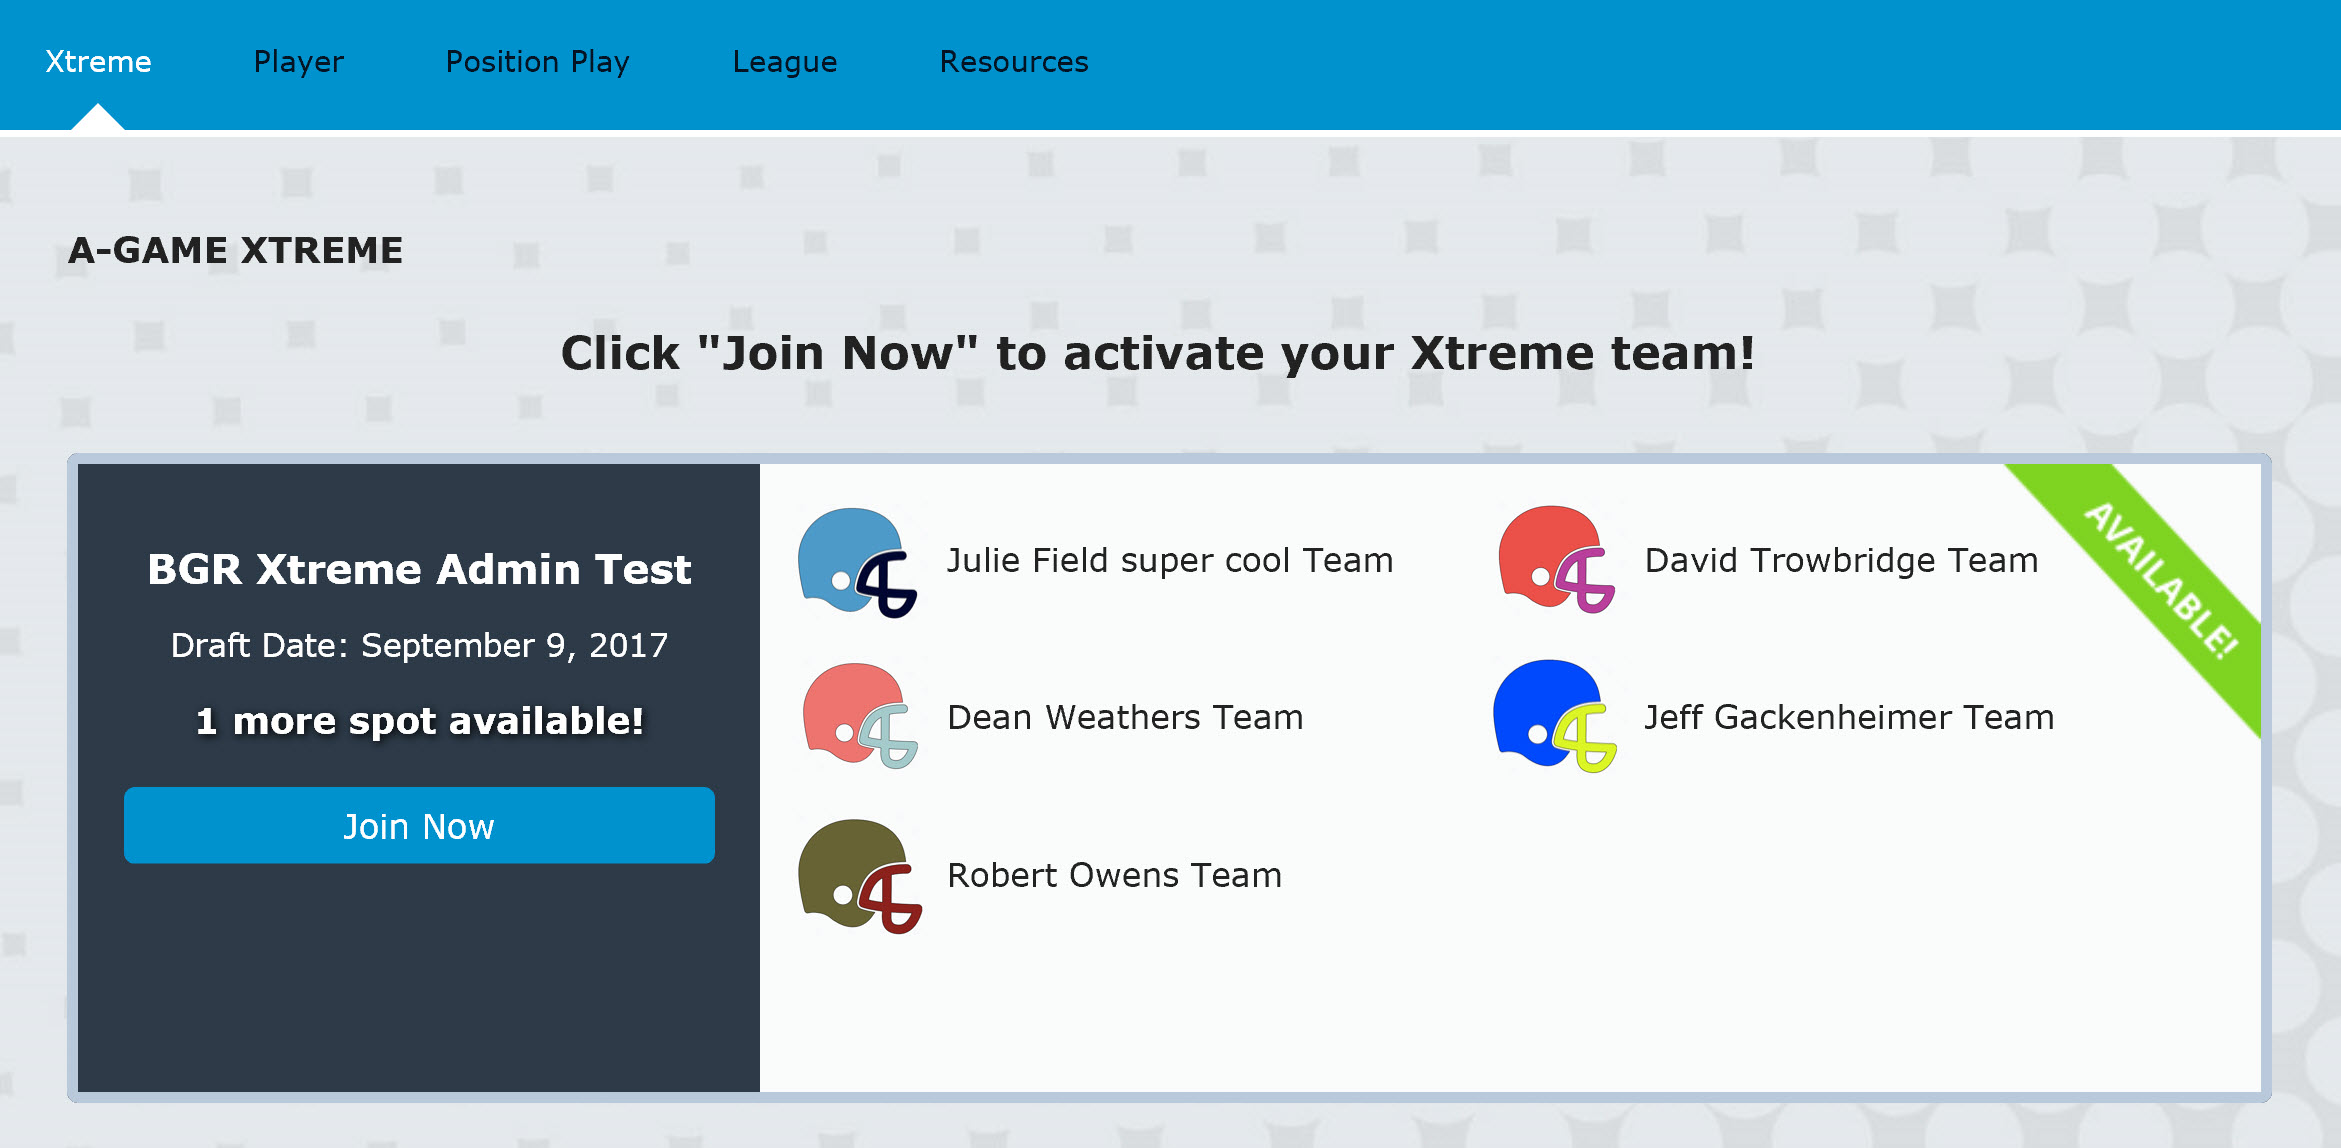 Xtreme Player Position Play League Resources
A-GAME XTREME
Click "Join Now" to activate your Xtreme team!
BGR Xtreme Admin Test
Draft Date: September 9, 2017
1 more spot available!
Join Now
Julie Field super cool Team
David Trowbridge Team
Dean Weathers Team
Jeff Gackenheimer Team
Robert Owens Team
AVAILABLE!